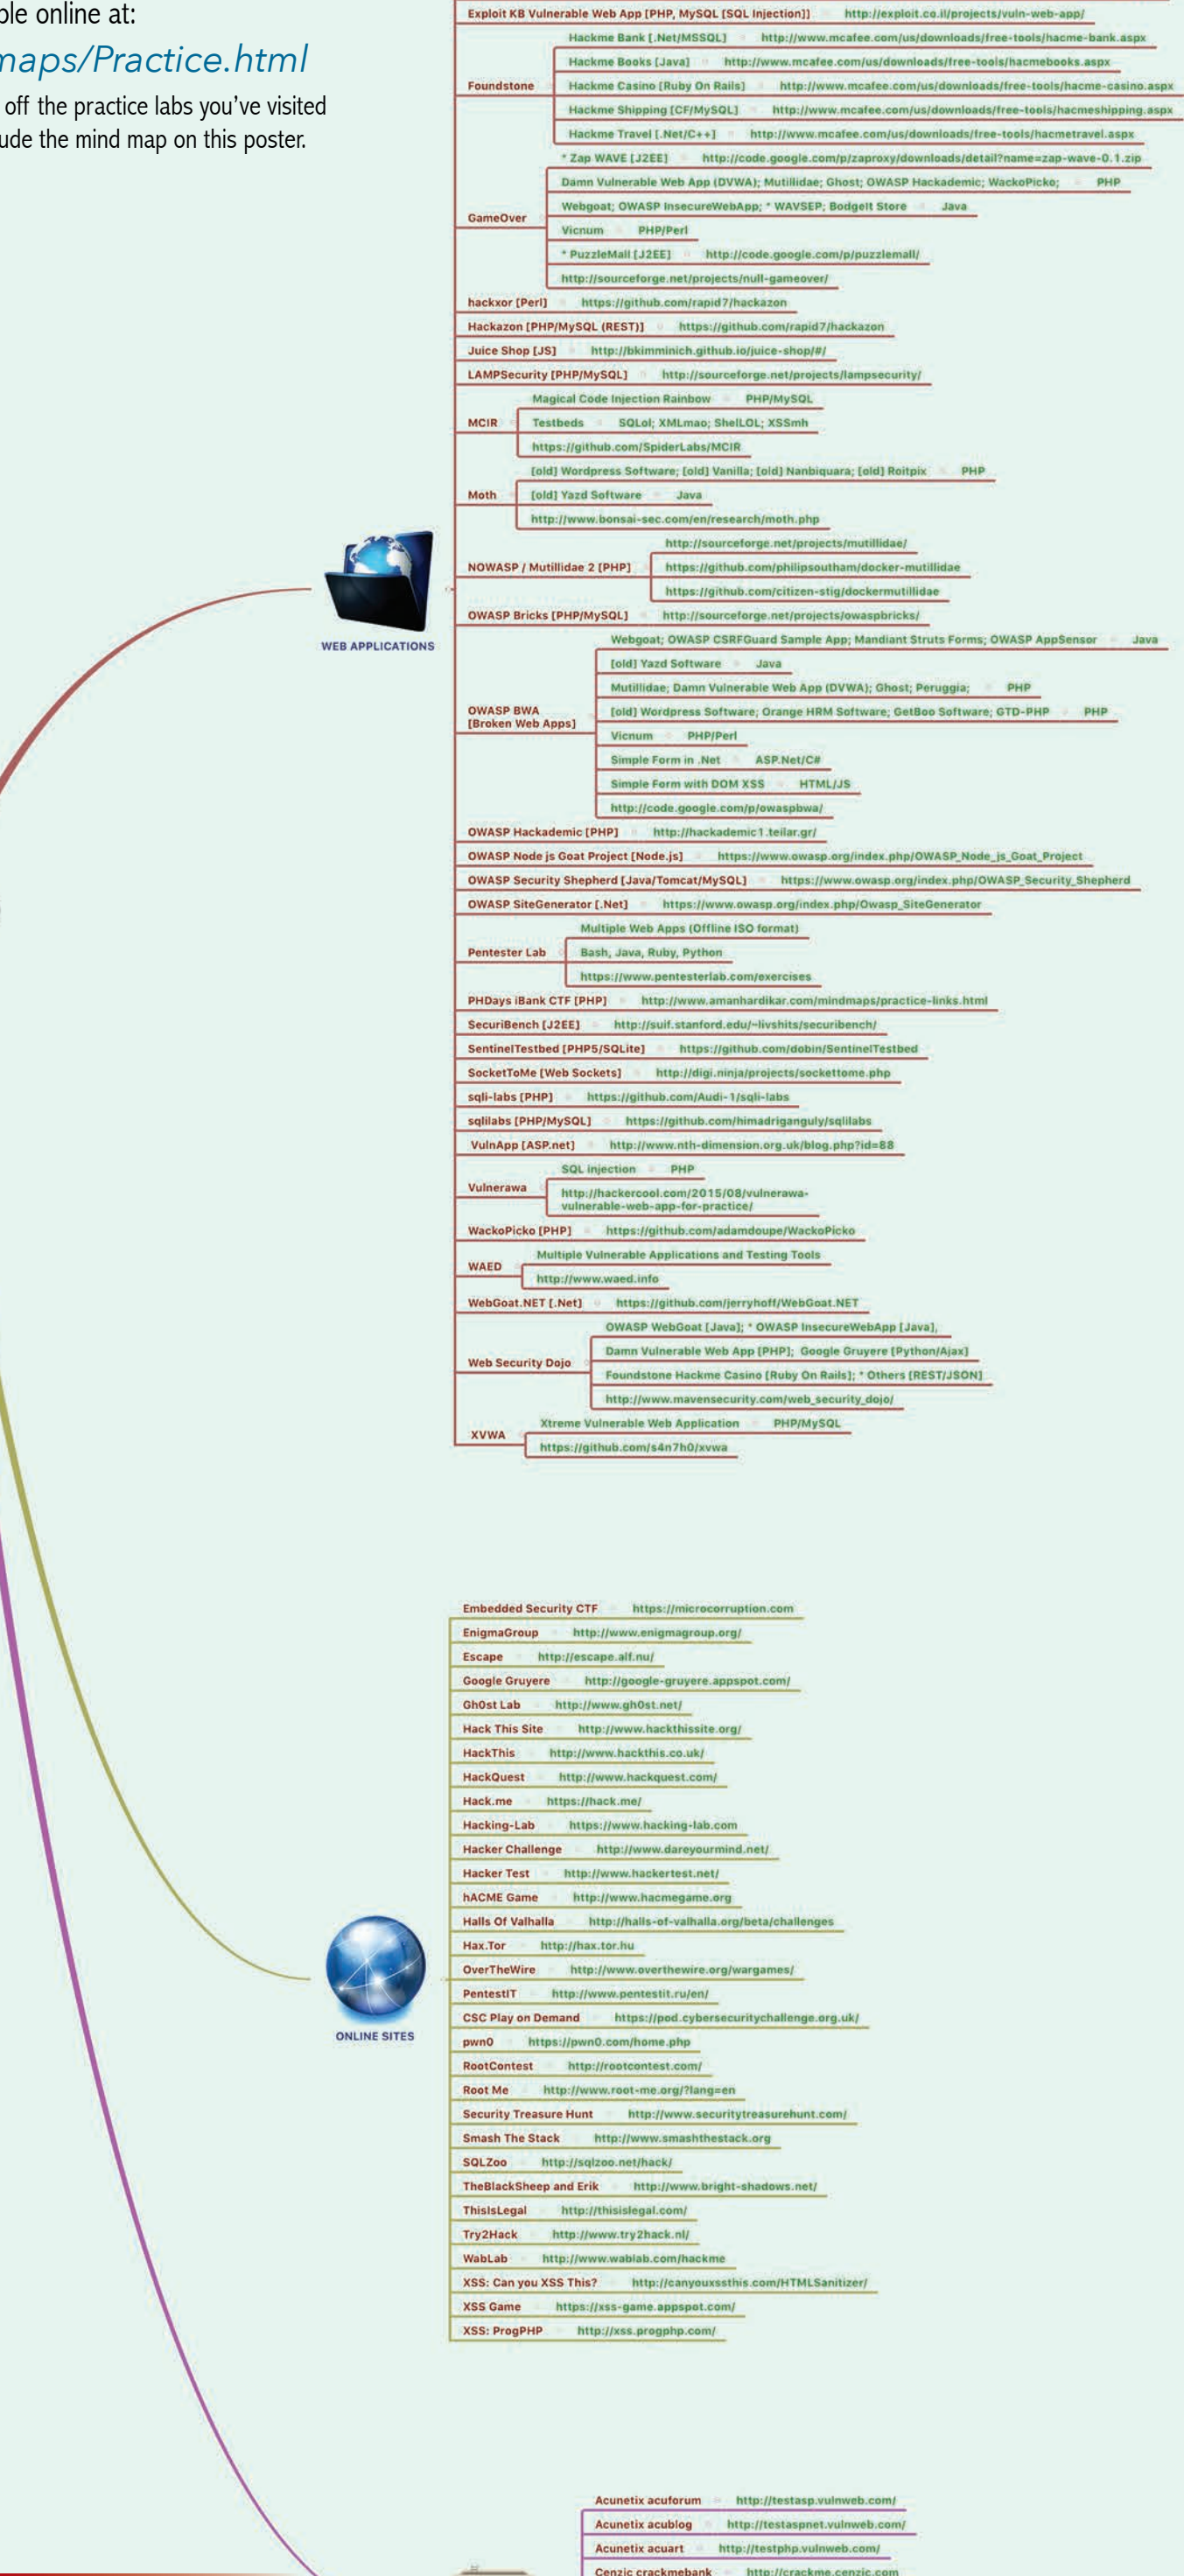 ble online at:
maps/Practice.html
off the practice labs you've visited
ude the mind map on this poster.
Exploit KB Vulnerable Web App [PHP, MySQL [SQL Injection]] http://exploit.co.il/projects/vuln-web-app/
Foundstone
Hackme Bank [.Net/MSSQL] http://www.mcafee.com/us/downloads/free-tools/hacme-bank.aspx
Hackme Books [Java] http://www.mcafee.com/us/downloads/free-tools/hacmebooks.aspx
Hackme Casino [Ruby On Rails] http://www.mcafee.com/us/downloads/free-tools/hacme-casino.aspx
Hackme Shipping [CF/MySQL] http://www.mcafee.com/us/downloads/free-tools/hacmeshipping.aspx
Hackme Travel [.Net/C++] http://www.mcafee.com/us/downloads/free-tools/hacmetravel.aspx
GameOver
* Zap WAVE [J2EE] http://code.google.com/p/zaproxy/downloads/detail?name=zap-wave-0.1.zip
Damn Vulnerable Web App (DVWA); Mutillidae; Ghost; OWASP Hackademic; WackoPicko; PHP
Webgoat; OWASP InsecureWebApp; * WAVSEP; BodgeIt Store Java
Vicnum PHP/Perl
* PuzzleMall [J2EE] http://code.google.com/p/puzzlemall/
http://sourceforge.net/projects/null-gameover/
hackxor [Perl] https://github.com/rapid7/hackazon
Hackazon [PHP/MySQL (REST)] https://github.com/rapid7/hackazon
Juice Shop [JS] http://bkimminich.github.io/juice-shop/#/
LAMPSecurity [PHP/MySQL] http://sourceforge.net/projects/lampsecurity/
MCIR
Magical Code Injection Rainbow PHP/MySQL
Testbeds SQLol; XMLmao; ShelLOL; XSSmh
https://github.com/SpiderLabs/MCIR
Moth
[old] Wordpress Software; [old] Vanilla; [old] Nanbiquara; [old] Roitpix PHP
[old] Yazd Software Java
http://www.bonsai-sec.com/en/research/moth.php
WEB APPLICATIONS
NOWASP / Mutillidae 2 [PHP]
http://sourceforge.net/projects/mutillidae/
https://github.com/philipsoutham/docker-mutillidae
https://github.com/citizen-stig/dockermutillidae
OWASP Bricks [PHP/MySQL] http://sourceforge.net/projects/owaspbricks/
OWASP BWA
[Broken Web Apps]
Webgoat; OWASP CSRFGuard Sample App; Mandiant Struts Forms; OWASP AppSensor Java
[old] Yazd Software Java
Mutillidae; Damn Vulnerable Web App (DVWA); Ghost; Peruggia; PHP
[old] Wordpress Software; Orange HRM Software; GetBoo Software; GTD-PHP PHP
Vicnum PHP/Perl
Simple Form in .Net ASP.Net/C#
Simple Form with DOM XSS HTML/JS
http://code.google.com/p/owaspbwa/
OWASP Hackademic [PHP] http://hackademic1.teilar.gr/
OWASP Node js Goat Project [Node.js] https://www.owasp.org/index.php/OWASP_Node_js_Goat_Project
OWASP Security Shepherd [Java/Tomcat/MySQL] https://www.owasp.org/index.php/OWASP_Security_Shepherd
OWASP SiteGenerator [.Net] https://www.owasp.org/index.php/Owasp_SiteGenerator
Pentester Lab
Multiple Web Apps (Offline ISO format)
Bash, Java, Ruby, Python
https://www.pentesterlab.com/exercises
PHDays iBank CTF [PHP] http://www.amanhardikar.com/mindmaps/practice-links.html
SecuriBench [J2EE] http://suif.stanford.edu/~livshits/securibench/
SentinelTestbed [PHP5/SQLite] https://github.com/dobin/SentinelTestbed
SocketToMe [Web Sockets] http://digi.ninja/projects/sockettome.php
sqli-labs [PHP] https://github.com/Audi-1/sqli-labs
sqlilabs [PHP/MySQL] https://github.com/himadriganguly/sqlilabs
VulnApp [ASP.net] http://www.nth-dimension.org.uk/blog.php?id=88
Vulnerawa
SQL injection PHP
http://hackercool.com/2015/08/vulnerawa-
vulnerable-web-app-for-practice/
WackoPicko [PHP] https://github.com/adamdoupe/WackoPicko
WAED
Multiple Vulnerable Applications and Testing Tools
http://www.waed.info
WebGoat.NET [.Net] https://github.com/jerryhoff/WebGoat.NET
Web Security Dojo
OWASP WebGoat [Java]; * OWASP InsecureWebApp [Java],
Damn Vulnerable Web App [PHP]; Google Gruyere [Python/Ajax]
Foundstone Hackme Casino [Ruby On Rails]; * Others [REST/JSON]
http://www.mavensecurity.com/web_security_dojo/
XVWA
Xtreme Vulnerable Web Application PHP/MySQL
https://github.com/s4n7h0/xvwa
Embedded Security CTF https://microcorruption.com
EnigmaGroup http://www.enigmagroup.org/
Escape http://escape.alf.nu/
Google Gruyere http://google-gruyere.appspot.com/
Gh0st Lab http://www.gh0st.net/
Hack This Site http://www.hackthissite.org/
HackThis http://www.hackthis.co.uk/
HackQuest http://www.hackquest.com/
Hack.me https://hack.me/
Hacking-Lab https://www.hacking-lab.com
Hacker Challenge http://www.dareyourmind.net/
Hacker Test http://www.hackertest.net/
hACME Game http://www.hacmegame.org
Halls Of Valhalla http://halls-of-valhalla.org/beta/challenges
Hax.Tor http://hax.tor.hu
OverTheWire http://www.overthewire.org/wargames/
PentestIT http://www.pentestit.ru/en/
CSC Play on Demand https://pod.cybersecuritychallenge.org.uk/
ONLINE SITES
pwn0 https://pwn0.com/home.php
RootContest http://rootcontest.com/
Root Me http://www.root-me.org/?lang=en
Security Treasure Hunt http://www.securitytreasurehunt.com/
Smash The Stack http://www.smashthestack.org
SQLZoo http://sqlzoo.net/hack/
TheBlackSheep and Erik http://www.bright-shadows.net/
ThisIsLegal http://thisislegal.com/
Try2Hack http://www.try2hack.nl/
WabLab http://www.wablab.com/hackme
XSS: Can you XSS This? http://canyouxssthis.com/HTMLSanitizer/
XSS Game https://xss-game.appspot.com/
XSS: ProgPHP http://xss.progphp.com/
Acunetix acuforum http://testasp.vulnweb.com/
Acunetix acublog http://testaspnet.vulnweb.com/
Acunetix acuart http://testphp.vulnweb.com/
Cenzic crackmebank http://crackme.cenzic.com